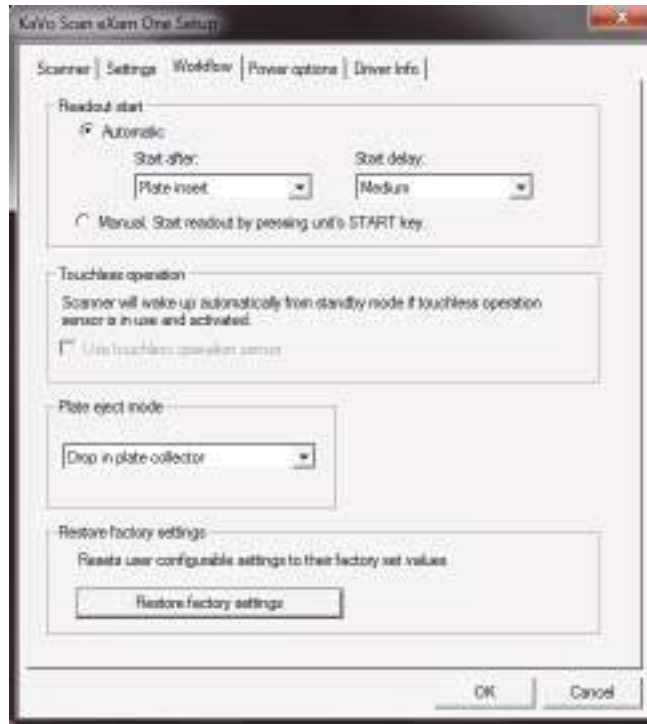 KaVo Scan eXam One Setup
Scanner Settings Workflow Power options Driver Info
Readout start
Automatic
Start after: Start delay:
Plate insert Medium
Manual. Start readout by pressing unit's START key.
Touchless operation
Scanner will wake up automatically from standby mode if touchless operation
sensor is in use and activated.
Use touchless operation sensor
Plate eject mode
Drop in plate collector
Restore factory settings
Resets user configurable settings to their factory set values
Restore factory settings
OK Cancel